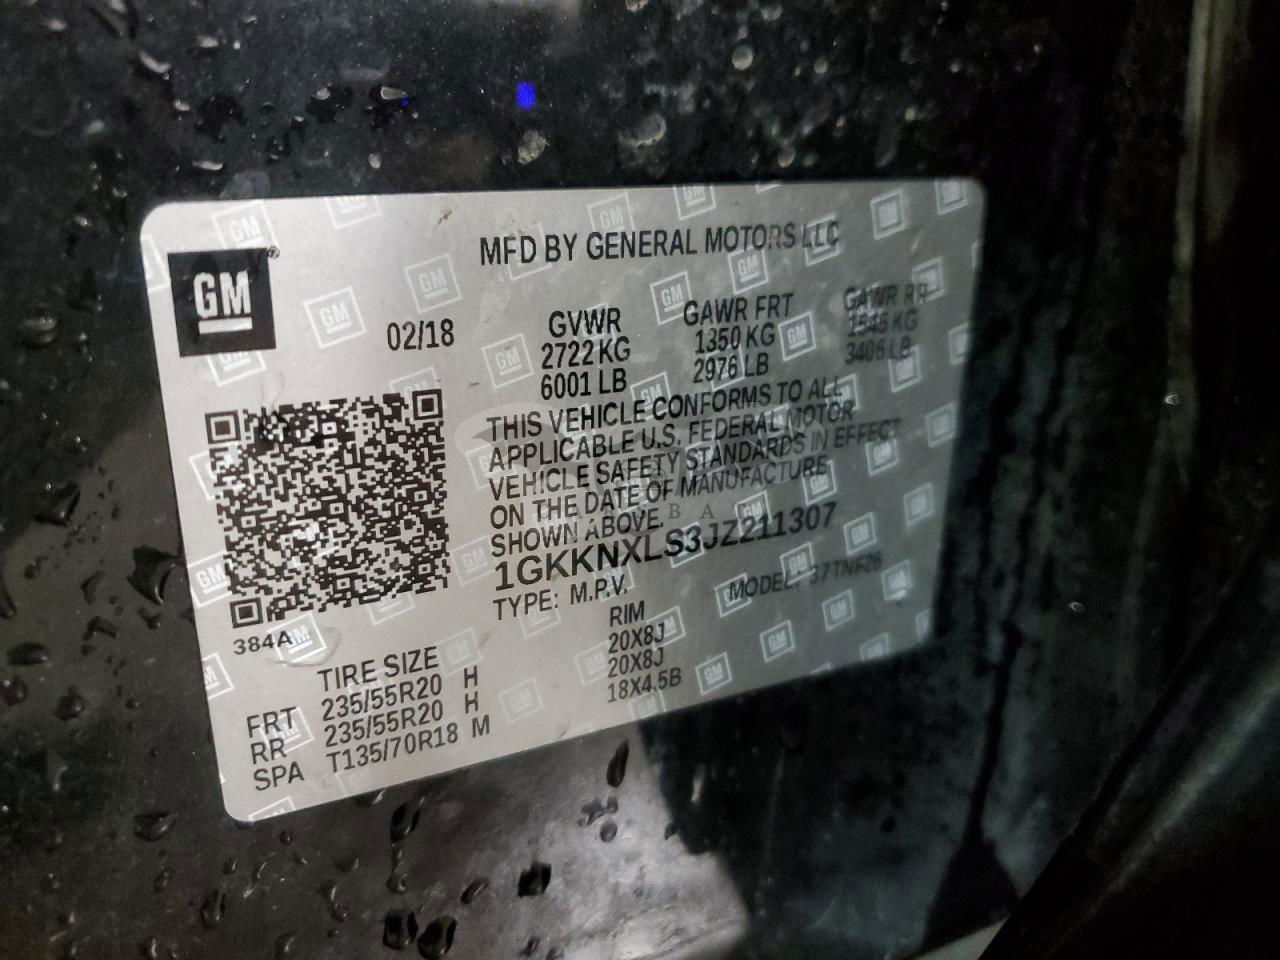 GM
MFD BY GENERAL MOTORS LLC
02/18
GVWR GAWR FRT GAWR RR
2722KG 1350 KG 1545 KG
6001 LB 2976 LB 3406 LB
THIS VEHICLE CONFORMS TO ALL
APPLICABLE U.S. FEDERAL MOTOR
VEHICLE SAFETY STANDARDS IN EFFECT
ON THE DATE OF MANUFACTURE
SHOWN ABOVE.
1GKKNXLS3JZ211307
TYPE: M.P.V. MODEL: 37TNF26
384A
TIRE SIZE RIM
FRT 235/55R20 H 20X8J
RR 235/55R20 H 20X8J
SPA T135/70R18 M 18X4.5B